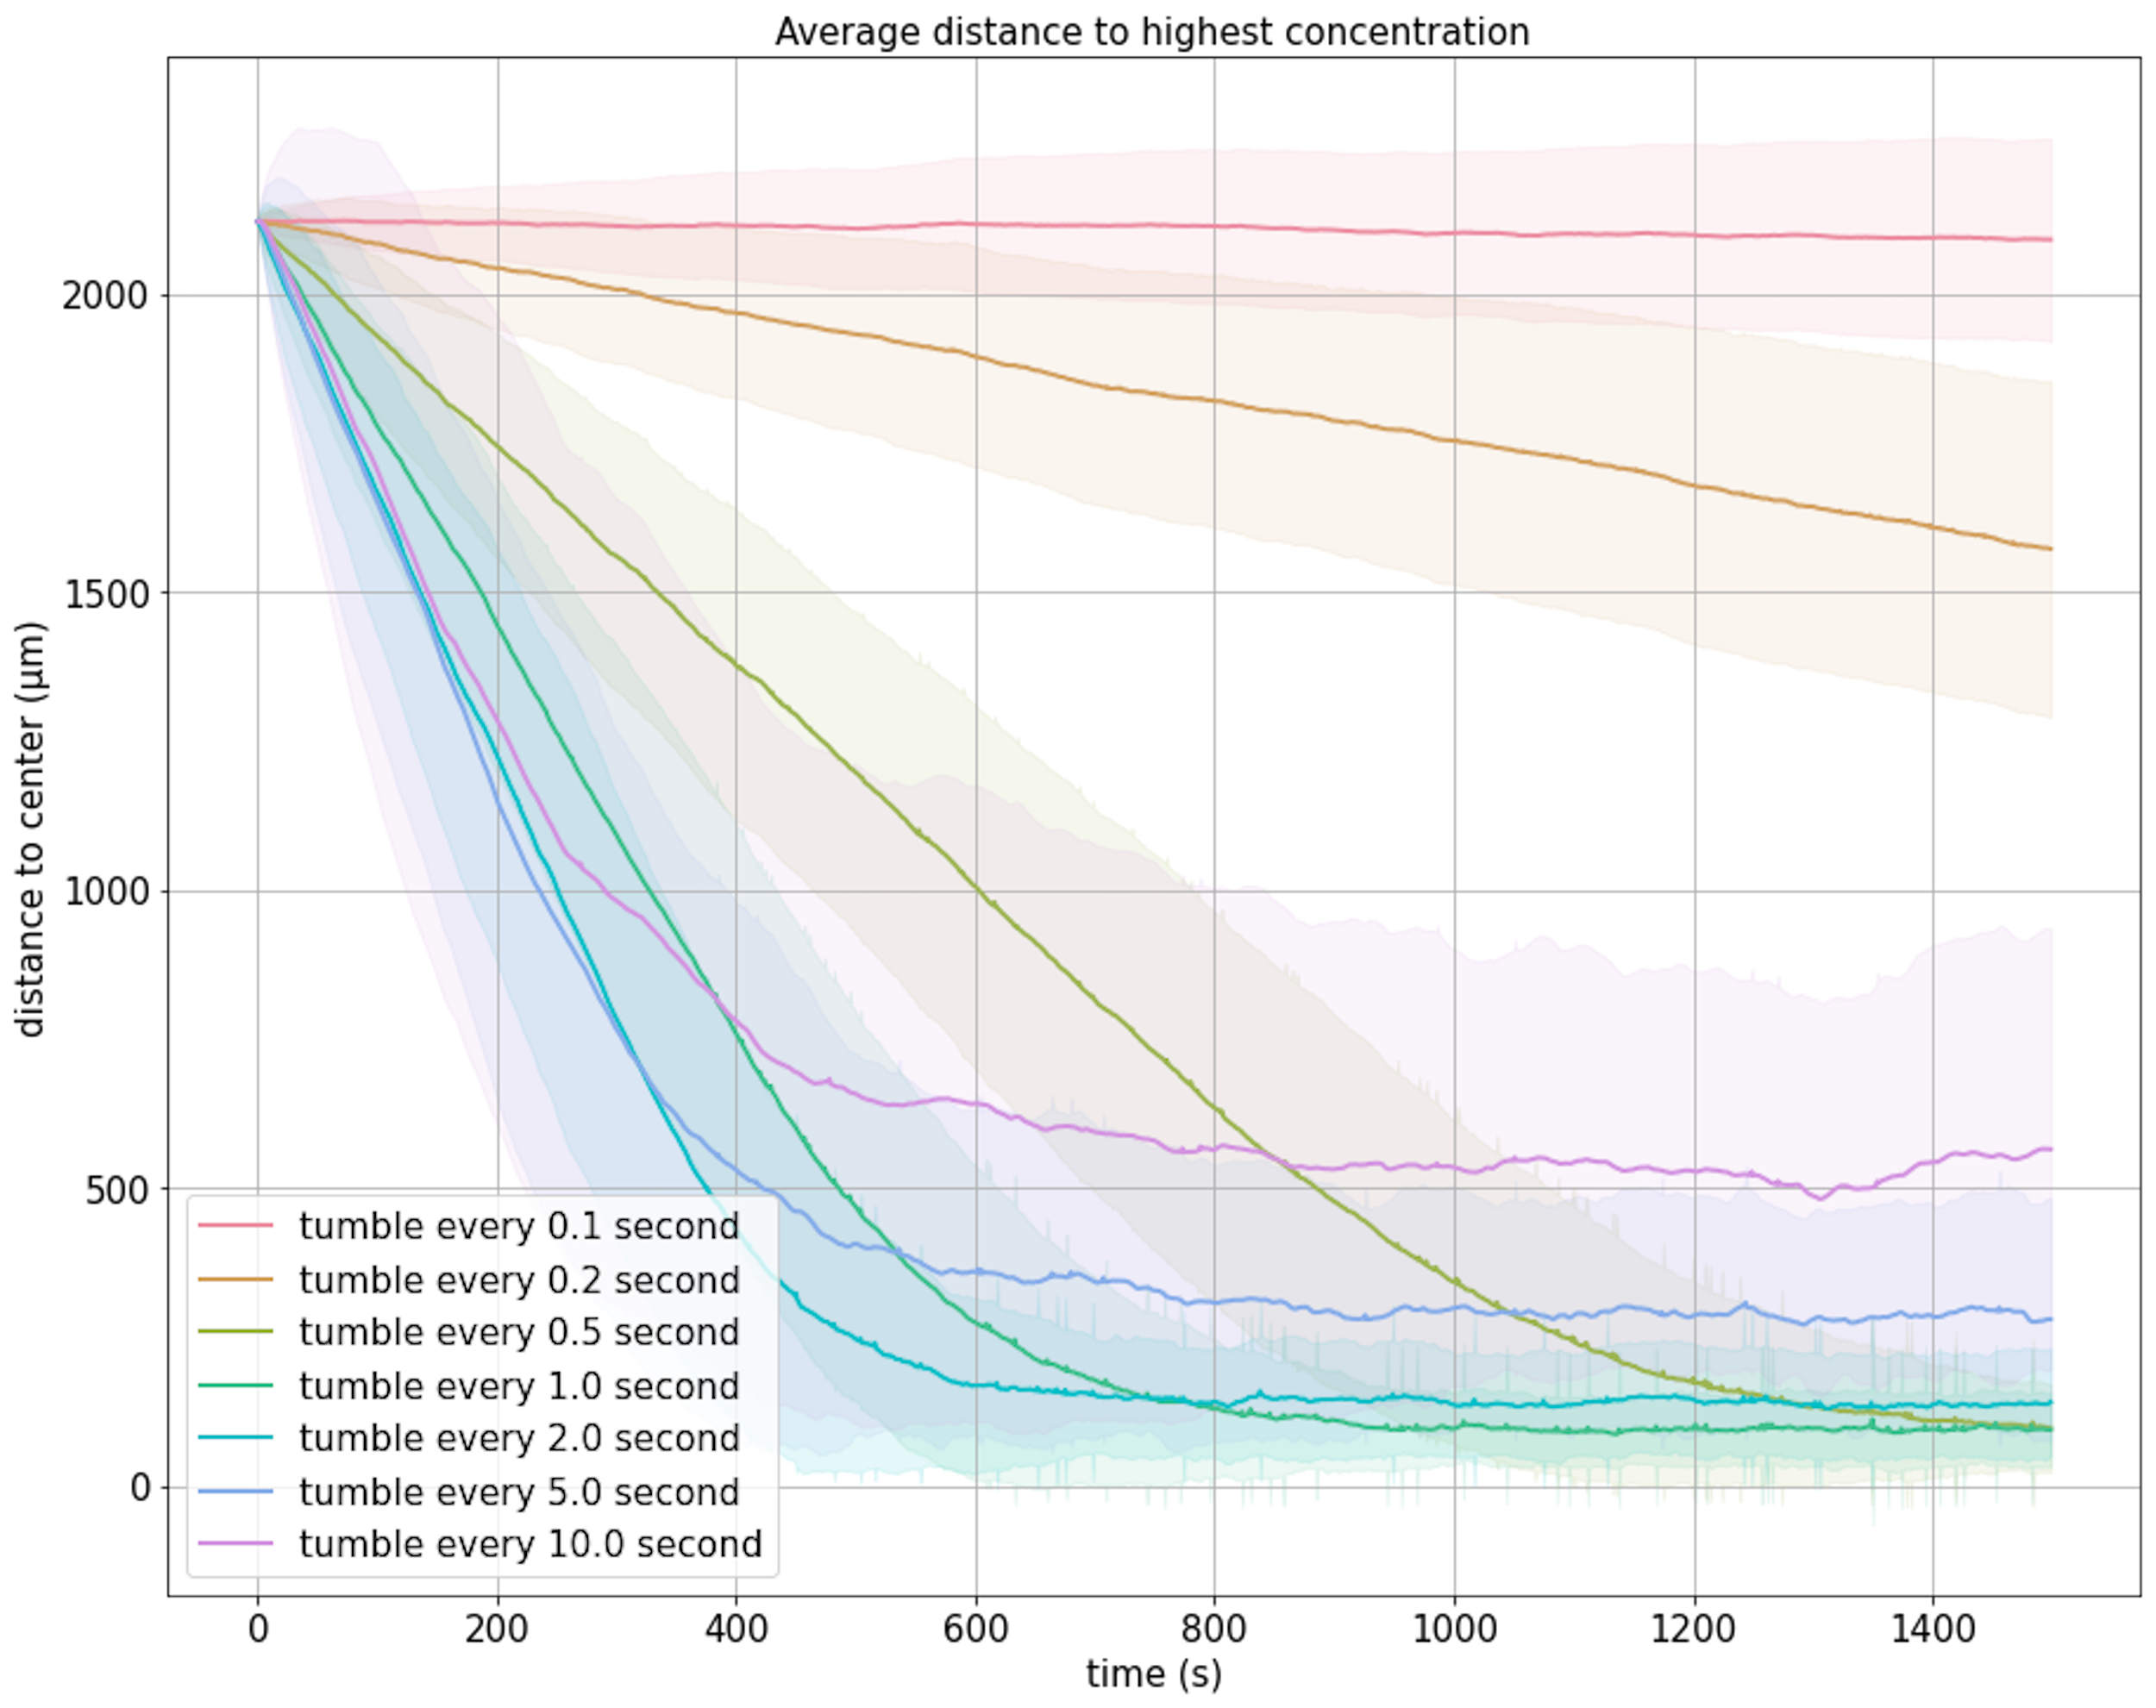 Average distance to highest concentration
distance to center (µm)
2000
1500
1000
500
0
tumble every 0.1 second
tumble every 0.2 second
tumble every 0.5 second
tumble every 1.0 second
tumble every 2.0 second
tumble every 5.0 second
tumble every 10.0 second
0 200 400 600 800 1000 1200 1400
time (s)